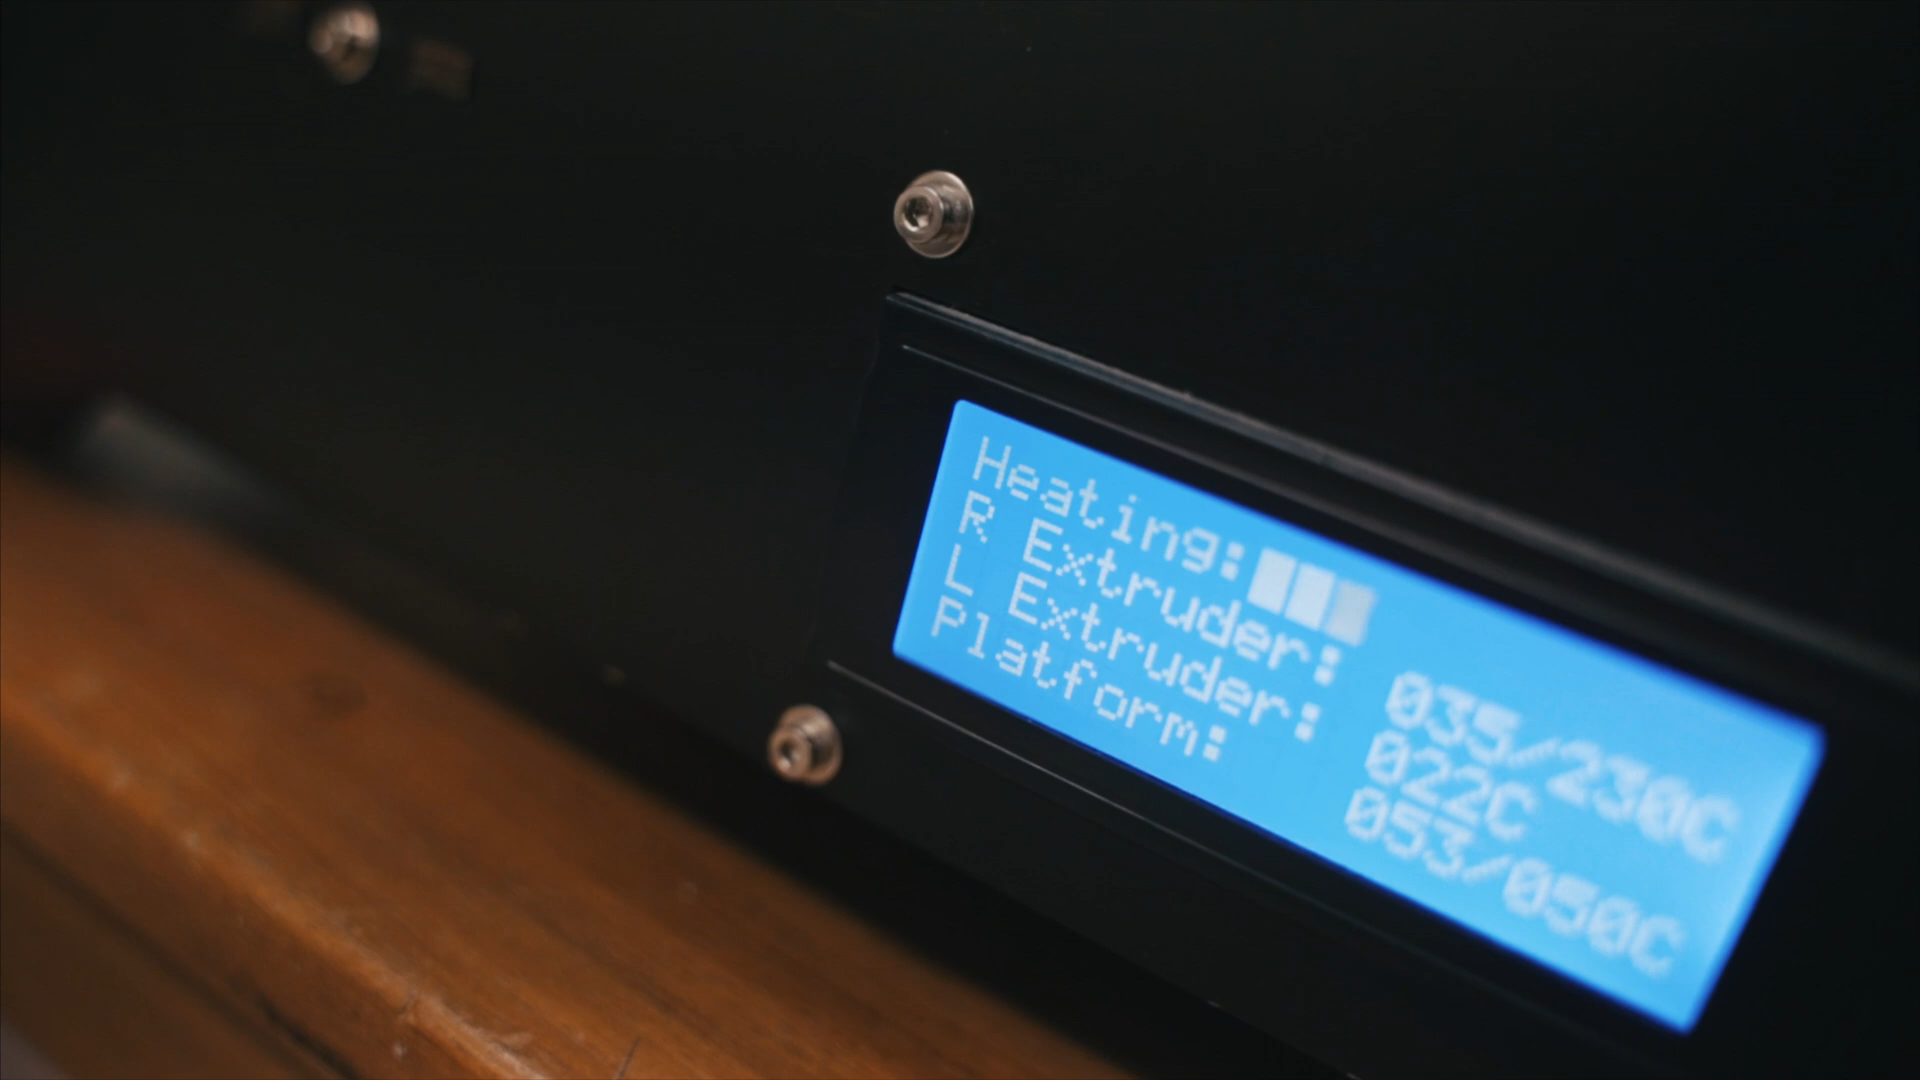 Heating:
R Extruder: 035/230C
L Extruder: 022C
Platform: 053/050C